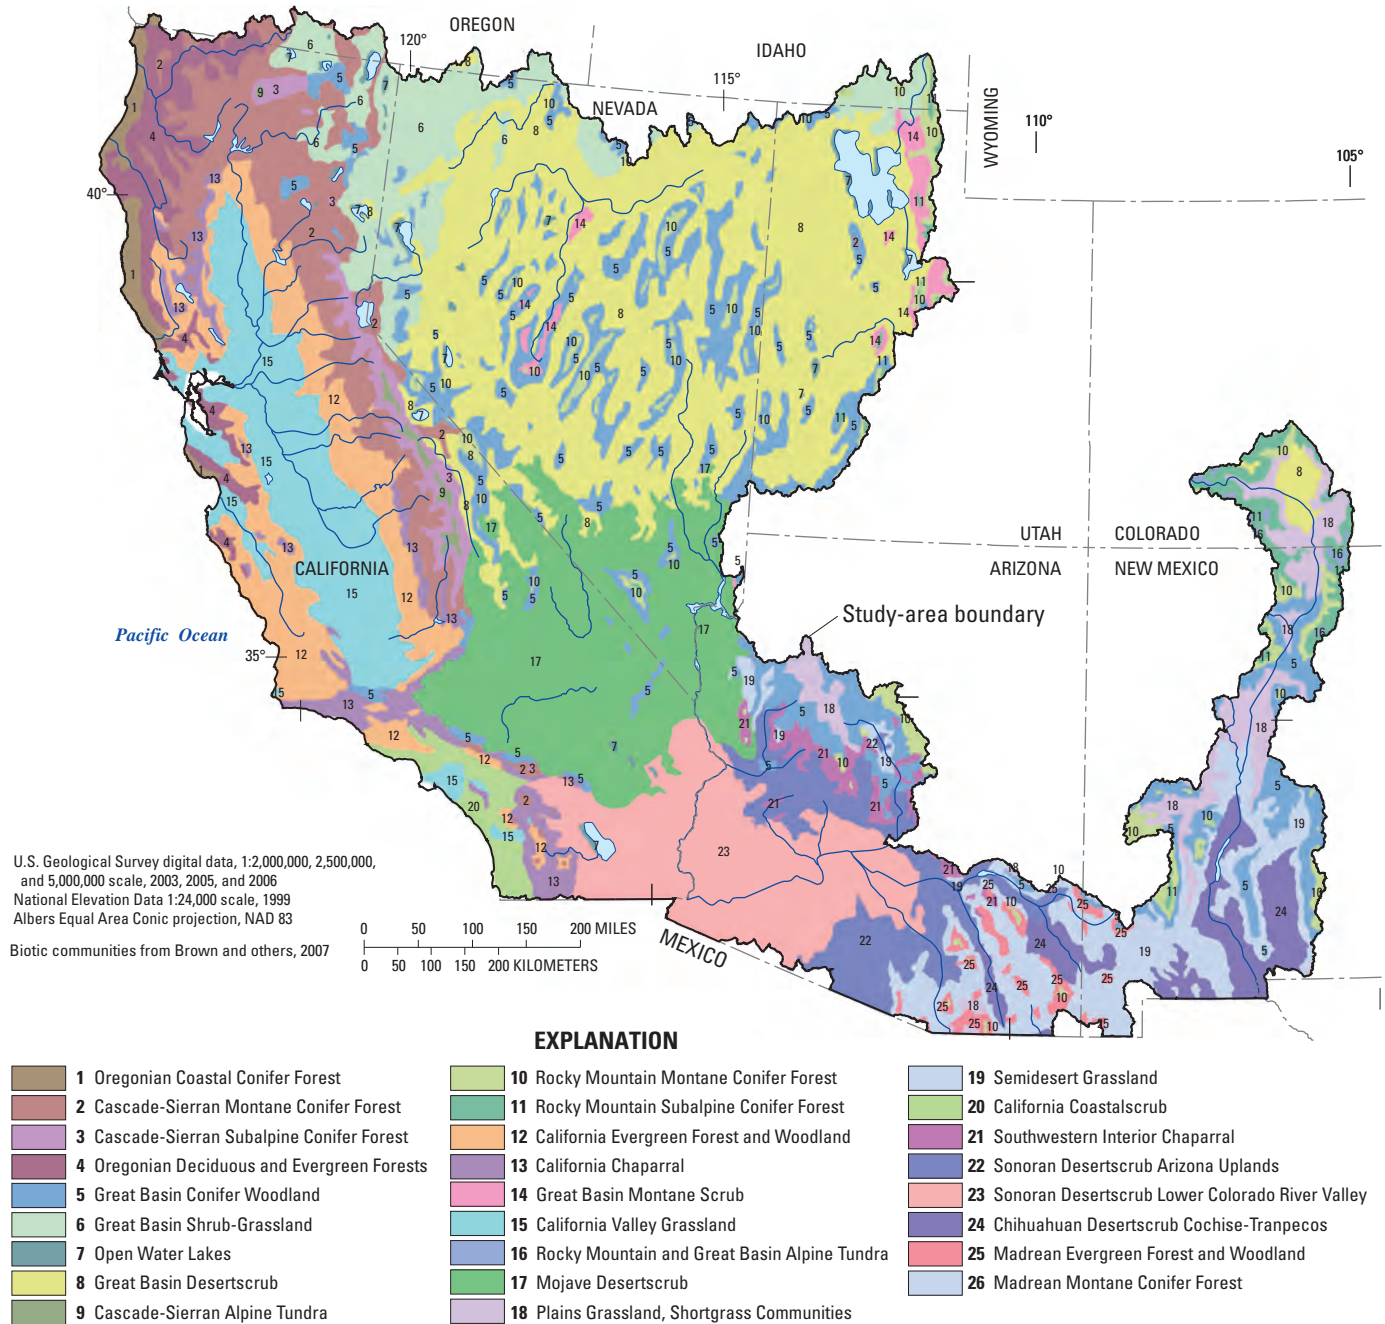 OREGON
IDAHO
120°
115°
NEVADA
WYOMING
110°
105°
40°
UTAH
COLORADO
ARIZONA
NEW MEXICO
CALIFORNIA
Study-area boundary
Pacific Ocean
35°
U.S. Geological Survey digital data, 1:2,000,000, 2,500,000,
and 5,000,000 scale, 2003, 2005, and 2006
National Elevation Data 1:24,000 scale, 1999
Albers Equal Area Conic projection, NAD 83
Biotic communities from Brown and others, 2007
0 50 100 150 200 MILES
0 50 100 150 200 KILOMETERS
MEXICO
EXPLANATION
1 Oregonian Coastal Conifer Forest
2 Cascade-Sierran Montane Conifer Forest
3 Cascade-Sierran Subalpine Conifer Forest
4 Oregonian Deciduous and Evergreen Forests
5 Great Basin Conifer Woodland
6 Great Basin Shrub-Grassland
7 Open Water Lakes
8 Great Basin Desertscrub
9 Cascade-Sierran Alpine Tundra
10 Rocky Mountain Montane Conifer Forest
11 Rocky Mountain Subalpine Conifer Forest
12 California Evergreen Forest and Woodland
13 California Chaparral
14 Great Basin Montane Scrub
15 California Valley Grassland
16 Rocky Mountain and Great Basin Alpine Tundra
17 Mojave Desertscrub
18 Plains Grassland, Shortgrass Communities
19 Semidesert Grassland
20 California Coastalscrub
21 Southwestern Interior Chaparral
22 Sonoran Desertscrub Arizona Uplands
23 Sonoran Desertscrub Lower Colorado River Valley
24 Chihuahuan Desertscrub Cochise-Tranpecos
25 Madrean Evergreen Forest and Woodland
26 Madrean Montane Conifer Forest